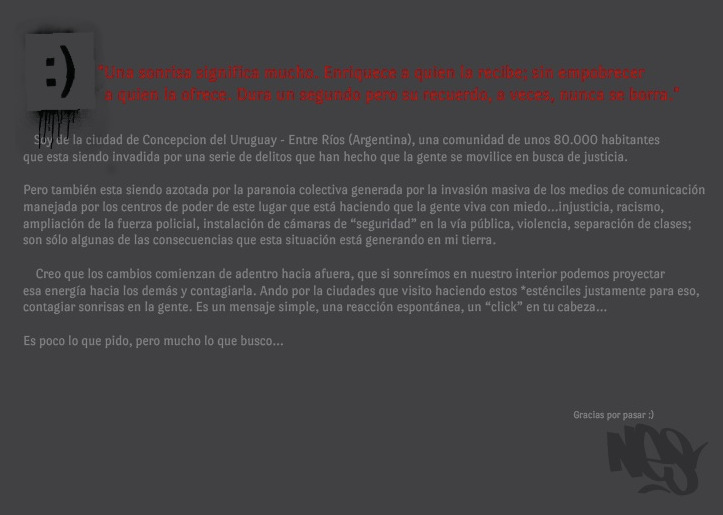 :)
"Una sonrisa significa mucho. Enriquece a quien la recibe; sin empobrecer
a quien la ofrece. Dura un segundo pero su recuerdo, a veces, nunca se borra."
Soy de la ciudad de Concepcion del Uruguay - Entre Ríos (Argentina), una comunidad de unos 80.000 habitantes
que esta siendo invadida por una serie de delitos que han hecho que la gente se movilice en busca de justicia.
Pero también esta siendo azotada por la paranoia colectiva generada por la invasión masiva de los medios de comunicación
manejada por los centros de poder de este lugar que está haciendo que la gente viva con miedo...injusticia, racismo,
ampliación de la fuerza policial, instalación de cámaras de “seguridad” en la vía pública, violencia, separación de clases;
son sólo algunas de las consecuencias que esta situación está generando en mi tierra.
Creo que los cambios comienzan de adentro hacia afuera, que si sonreímos en nuestro interior podemos proyectar
esa energía hacia los demás y contagiarla. Ando por la ciudades que visito haciendo estos *esténciles justamente para eso,
contagiar sonrisas en la gente. Es un mensaje simple, una reacción espontánea, un “click” en tu cabeza...
Es poco lo que pido, pero mucho lo que busco...
Gracias por pasar :)